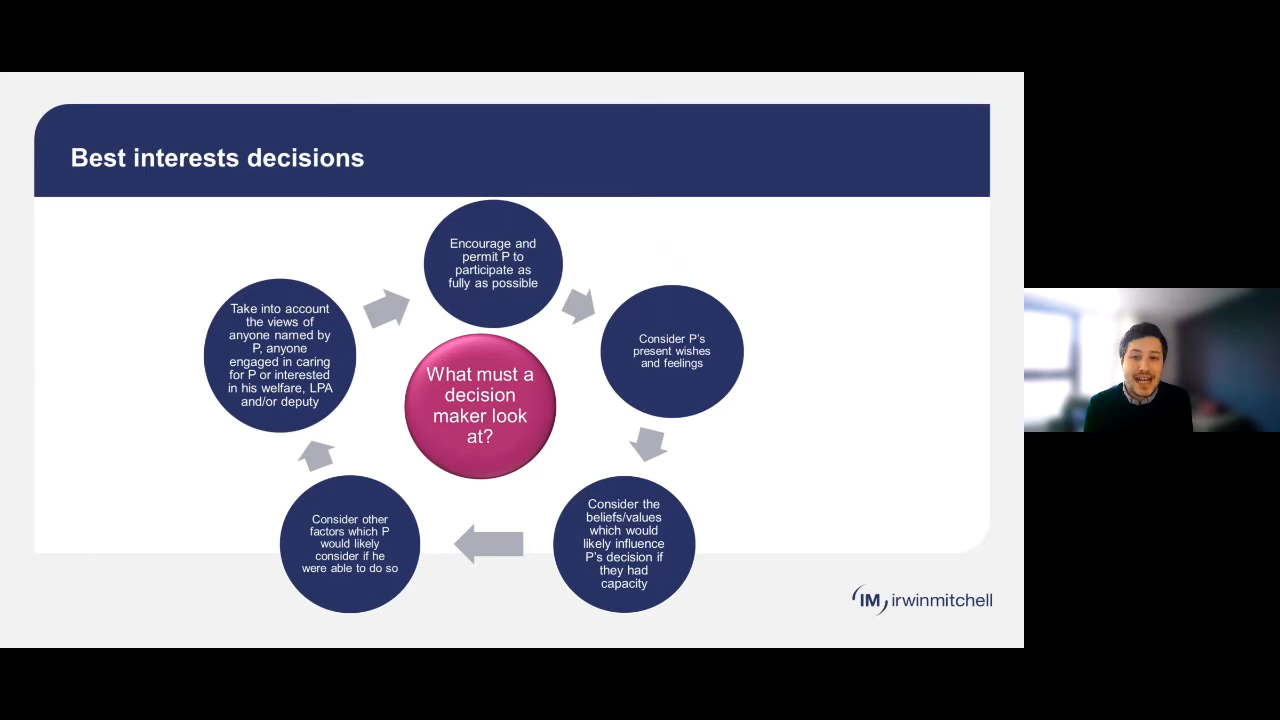 Best interests decisions
Encourage and
permit P to
participate as
fully as possible
Consider P's
present wishes
and feelings
Consider the
beliefs/values
which would
likely influence
P's decision if
they had
capacity
Consider other
factors which P
would likely
consider if he
were able to do so
Take into account
the views of
anyone named by
P, anyone
engaged in caring
for P or interested
in his welfare, LPA
and/or deputy
What must a
decision
maker look
at?
IM irwinmitchell